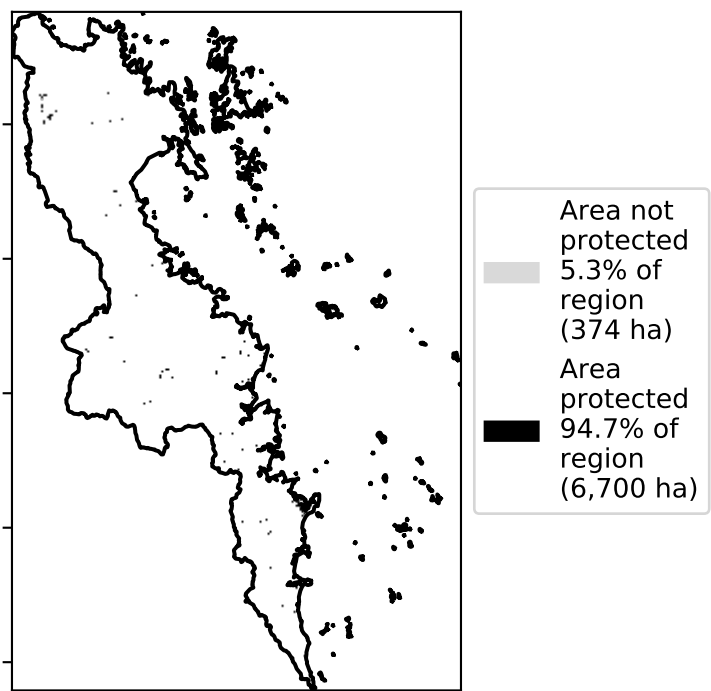 Area not
protected
5.3% of
region
(374 ha)
Area
protected
94.7% of
region
(6,700 ha)